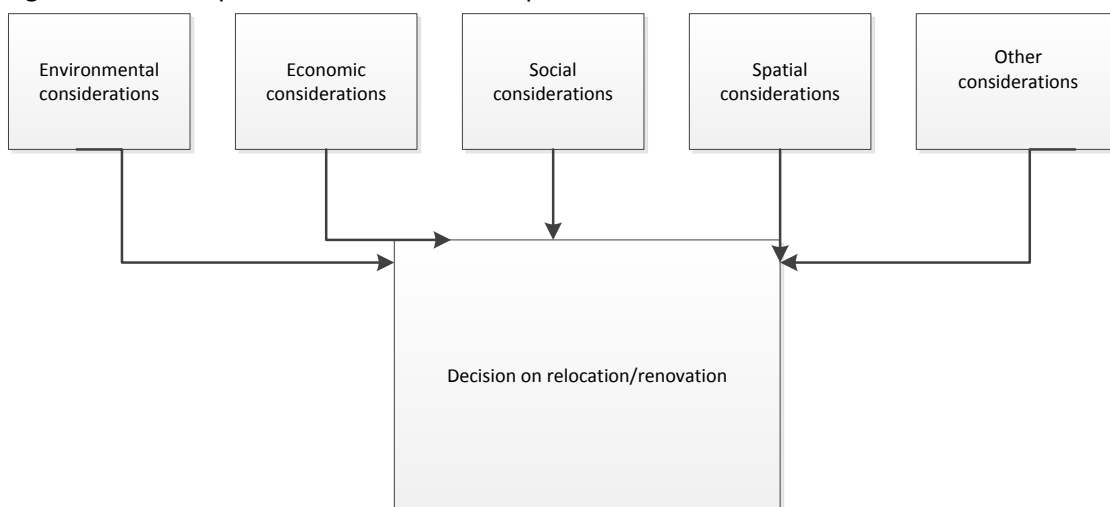 Environmental
considerations
Economic
considerations
Social
considerations
Spatial
considerations
Other
considerations
Decision on relocation/renovation